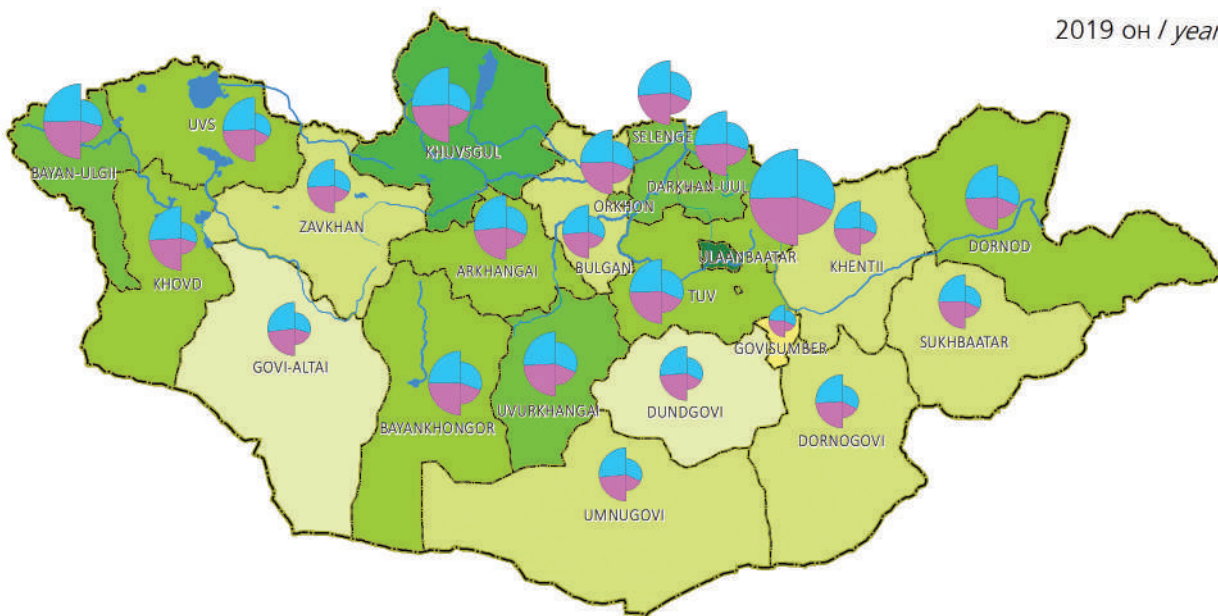 2019 он / year
UVS
BAYAN-ULGII
KHUVSGUL
SELENGE
DARKHAN-UUL
ORKHON
ZAVKHAN
KHOVD
ARKHANGAI
BULGAN
ULAANBAATAR
KHENTII
DORNOD
TUV
GOVI-ALTAI
GOVISUMBER
SUKHBAATAR
BAYANKHONGOR
UVURKHANGAI
DUNDGOVI
DORNOGOVI
UMNUGOVI